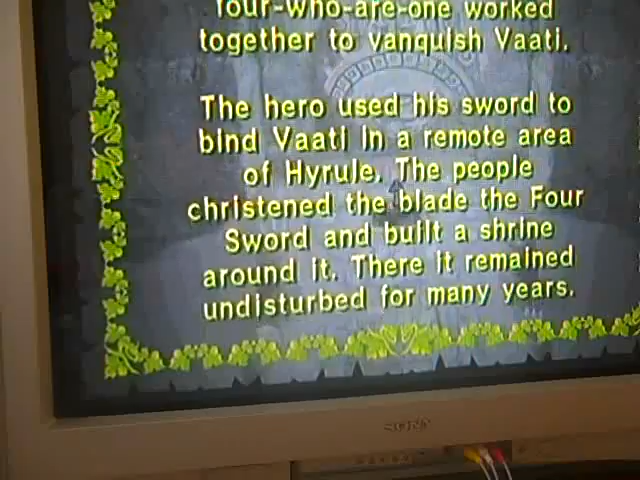 four-who-are-one worked
together to vanquish Vaati.
The hero used his sword to
bind Vaati in a remote area
of Hyrule. The people
christened the blade the Four
Sword and built a shrine
around it. There it remained
undisturbed for many years.
SONY